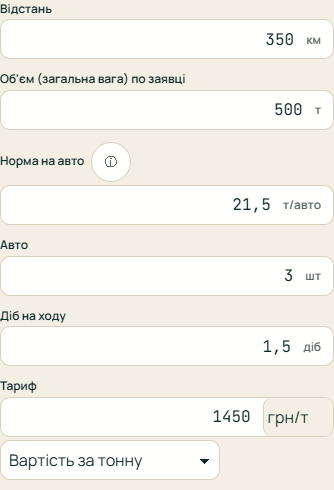 Відстань
350 км
Об'єм (загальна вага) по заявці
500 т
Норма на авто ⓘ
21,5 т/авто
Авто
3 шт
Діб на ходу
1,5 діб
Тариф
1450 грн/т
Вартість за тонну